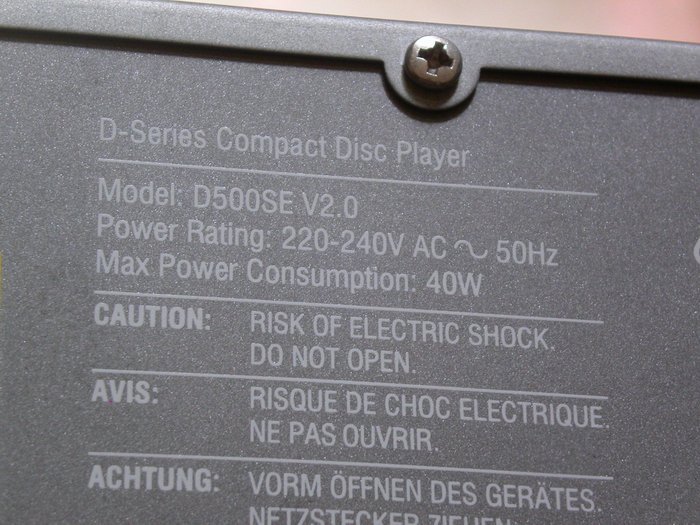 D-Series Compact Disc Player
Model: D500SE V2.0
Power Rating: 220-240V AC ~ 50Hz
Max Power Consumption: 40W
CAUTION: RISK OF ELECTRIC SHOCK.
DO NOT OPEN.
AVIS: RISQUE DE CHOC ELECTRIQUE.
NE PAS OUVRIR.
ACHTUNG: VORM ÖFFNEN DES GERÄTES.
NETZSTECKER ZIEHEN